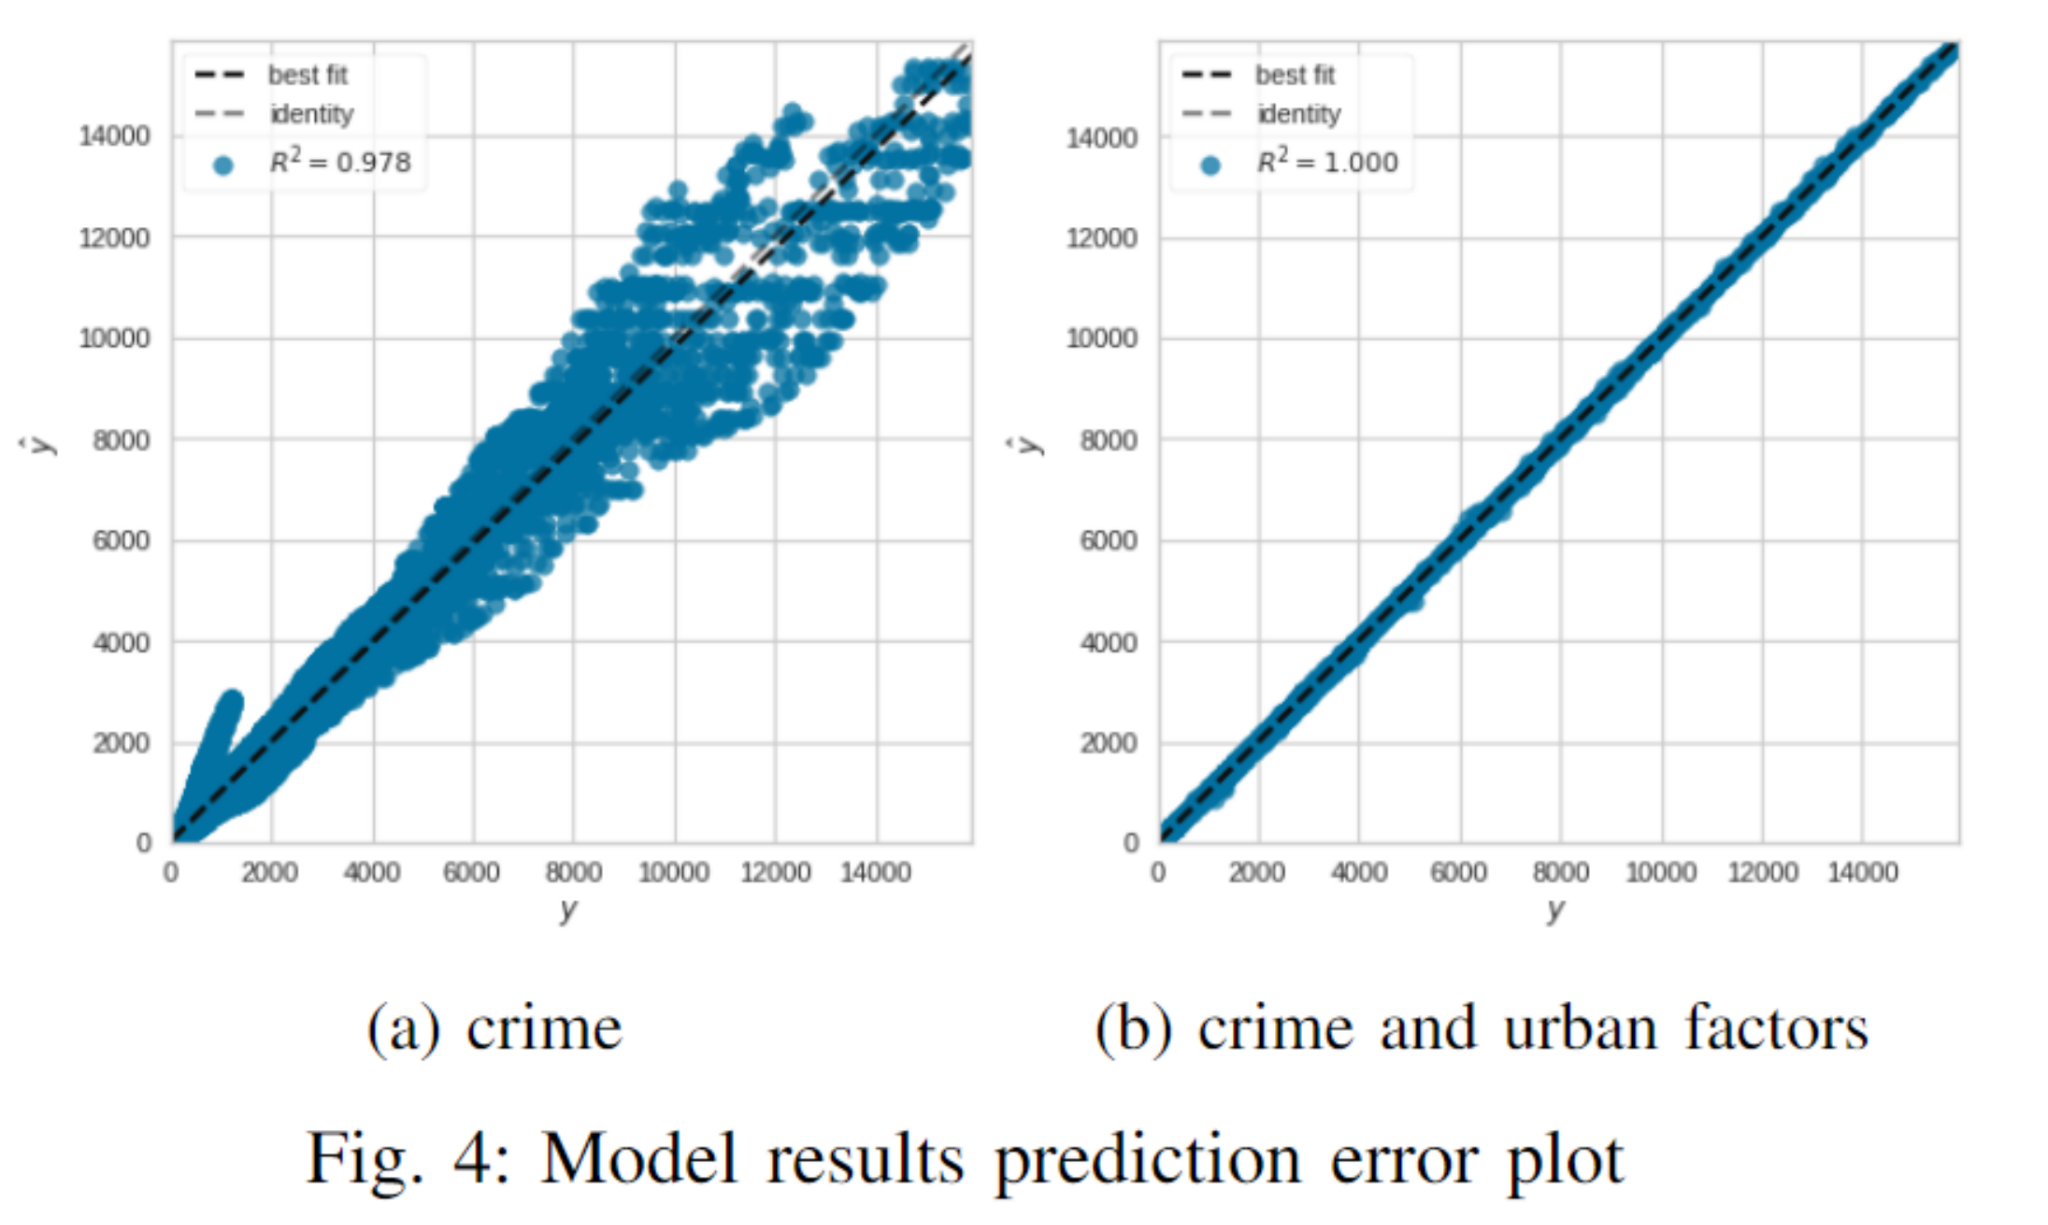 best fit
identity
R² = 0.978
14000
12000
10000
8000
6000
4000
2000
0
ŷ
0 2000 4000 6000 8000 10000 12000 14000
y
best fit
identity
R² = 1.000
14000
12000
10000
8000
6000
4000
2000
0
ŷ
0 2000 4000 6000 8000 10000 12000 14000
y
(a) crime
(b) crime and urban factors
Fig. 4: Model results prediction error plot